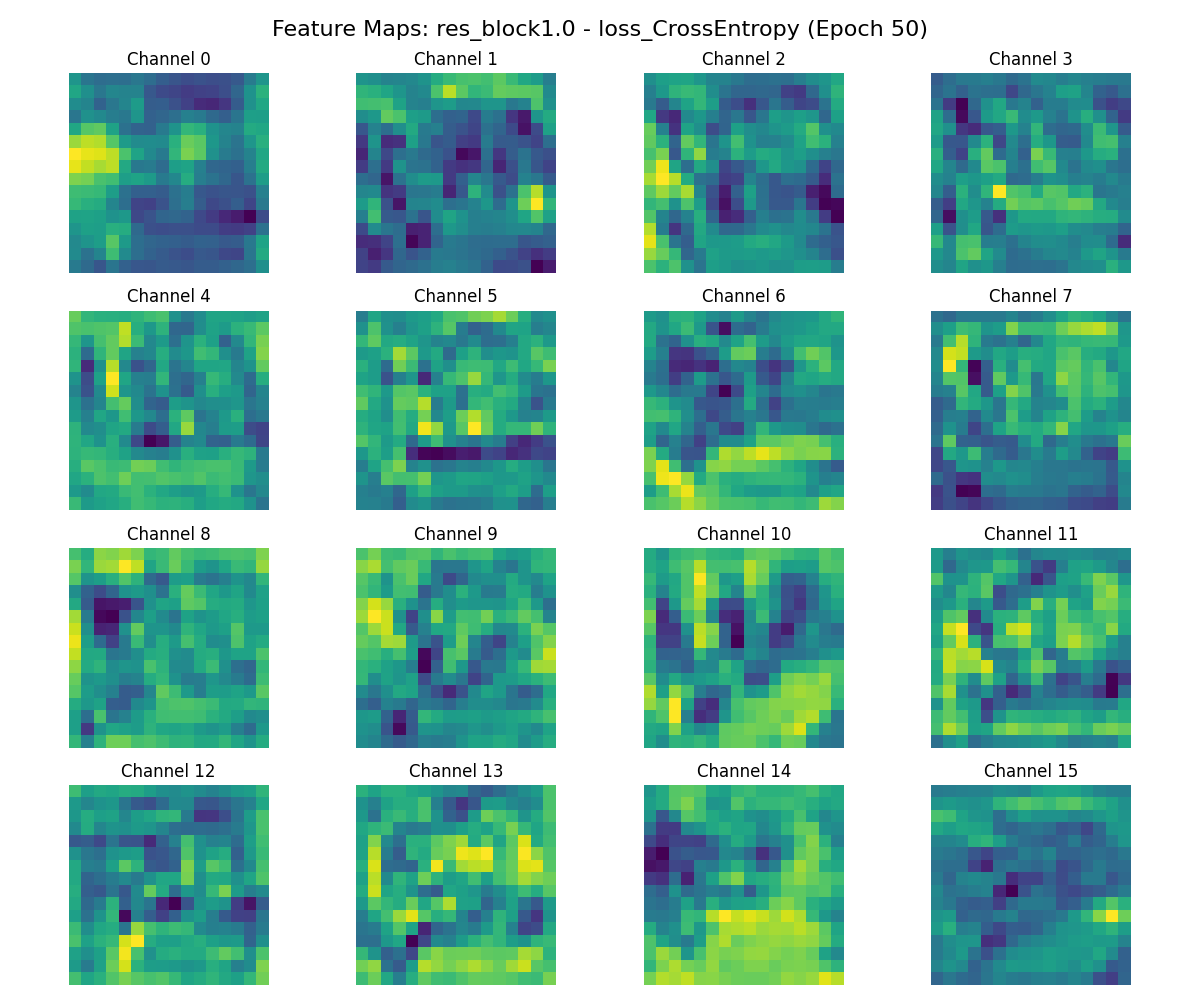 Feature Maps: res_block1.0 - loss_CrossEntropy (Epoch 50)
Channel 0 Channel 1 Channel 2 Channel 3
Channel 4 Channel 5 Channel 6 Channel 7
Channel 8 Channel 9 Channel 10 Channel 11
Channel 12 Channel 13 Channel 14 Channel 15